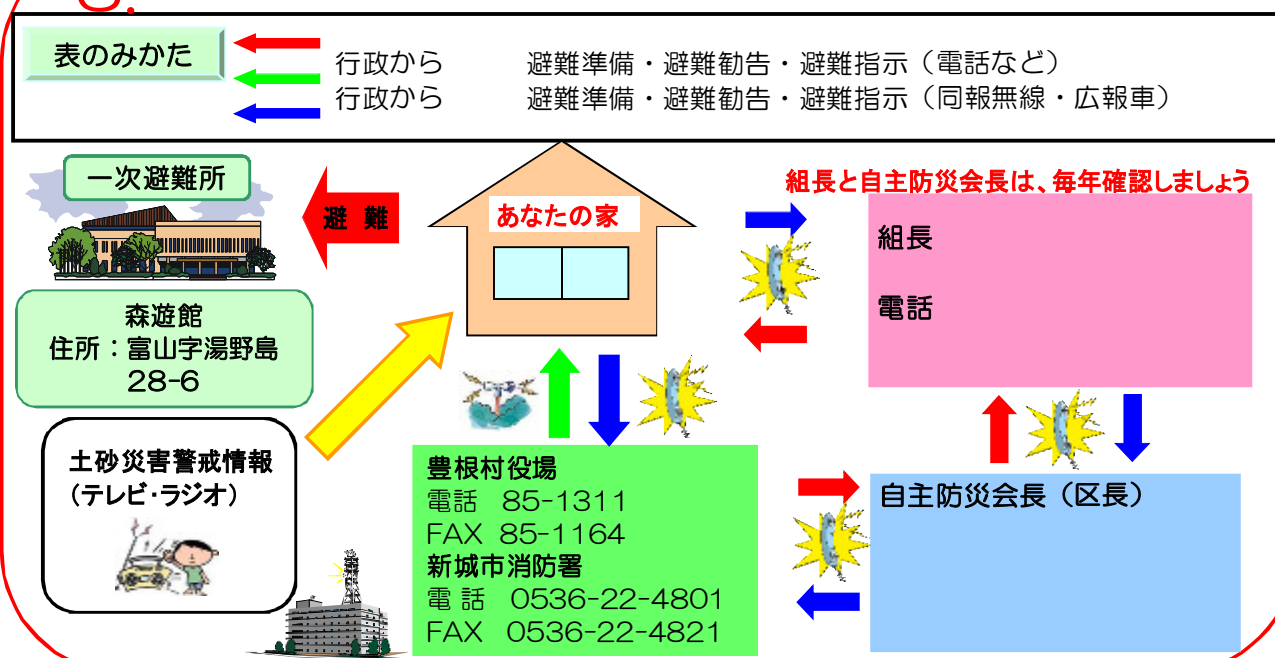 表のみかた
行政から 避難準備・避難勧告・避難指示（電話など）
行政から 避難準備・避難勧告・避難指示（同報無線・広報車）
一次避難所
避 難
あなたの家
組長と自主防災会長は、毎年確認しましょう
組長
電話
森遊館
住所：富山字湯野島
28-6
土砂災害警戒情報
（テレビ・ラジオ）
豊根村役場
電話 85-1311
FAX 85-1164
新城市消防署
電 話 0536-22-4801
FAX 0536-22-4821
自主防災会長（区長）